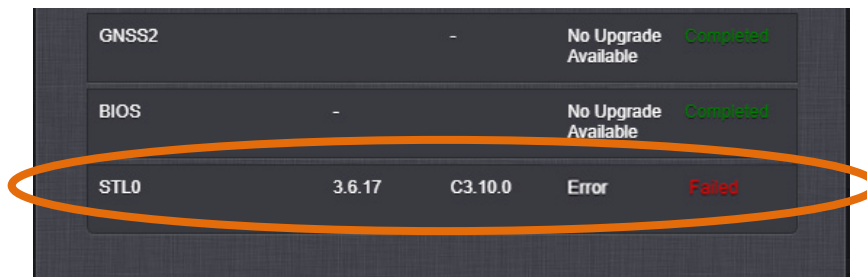 GNSS2 - No Upgrade Completed
Available
BIOS - No Upgrade Completed
Available
STL0 3.6.17 C3.10.0 Error Failed